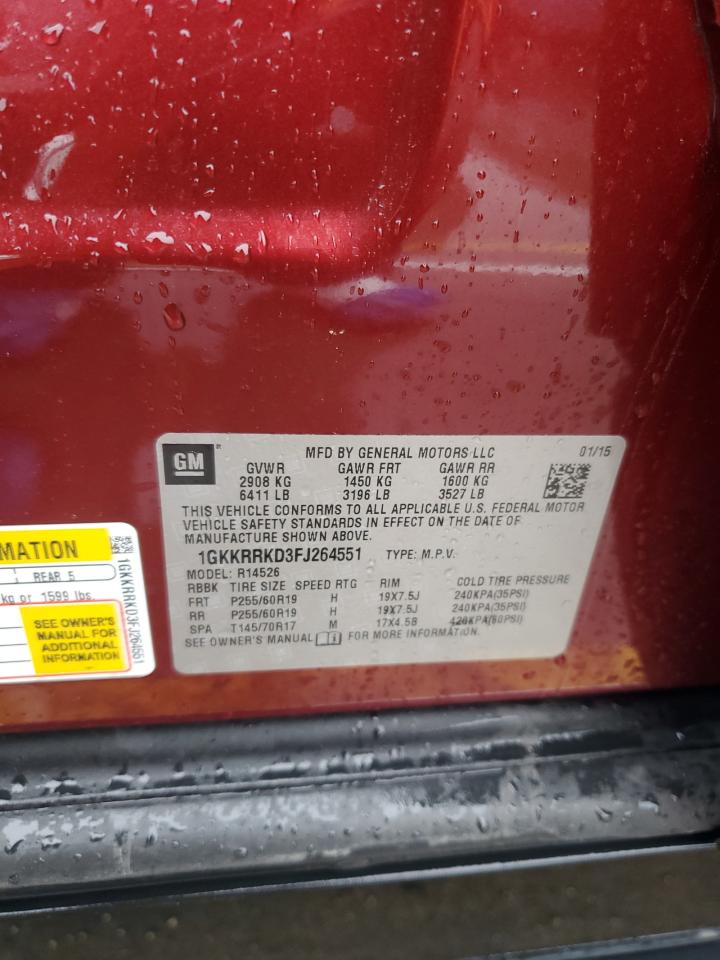 GM
MFD BY GENERAL MOTORS LLC 01/15
GVWR GAWR FRT GAWR RR
2908 KG 1450 KG 1600 KG
6411 LB 3196 LB 3527 LB
THIS VEHICLE CONFORMS TO ALL APPLICABLE U.S. FEDERAL MOTOR
VEHICLE SAFETY STANDARDS IN EFFECT ON THE DATE OF
MANUFACTURE SHOWN ABOVE.
1GKKRRKD3FJ264551 TYPE: M.P.V.
MODEL: R14526
RBBK TIRE SIZE SPEED RTG RIM COLD TIRE PRESSURE
FRT P255/60R19 H 19X7.5J 240KPA(35PSI)
RR P255/60R19 H 19X7.5J 240KPA(35PSI)
SPA T145/70R17 M 17X4.5B 420KPA(60PSI)
SEE OWNER'S MANUAL FOR MORE INFORMATION.
MATION
REAR 5
kg or 1599 lbs.
SEE OWNER'S
MANUAL FOR
ADDITIONAL
INFORMATION
1GKKRRKD3FJ264551